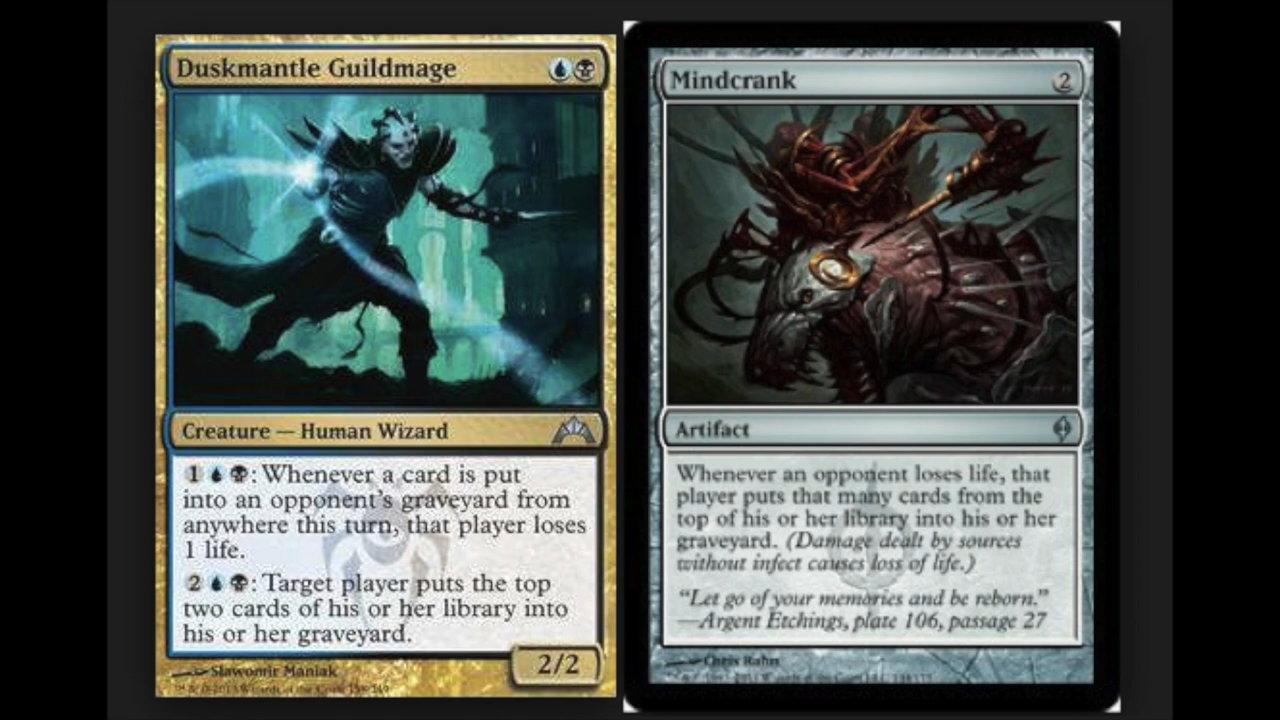 Duskmantle Guildmage
Creature — Human Wizard
1 : Whenever a card is put
into an opponent's graveyard from
anywhere this turn, that player loses
1 life.
2 : Target player puts the top
two cards of his or her library into
his or her graveyard.
2/2
Slawomir Maniak
Mindcrank
2
Artifact
Whenever an opponent loses life, that
player puts that many cards from the
top of his or her library into his or her
graveyard. (Damage dealt by sources
without infect causes loss of life.)
"Let go of your memories and be reborn."
—Argent Etchings, plate 106, passage 27
Chris Rahn